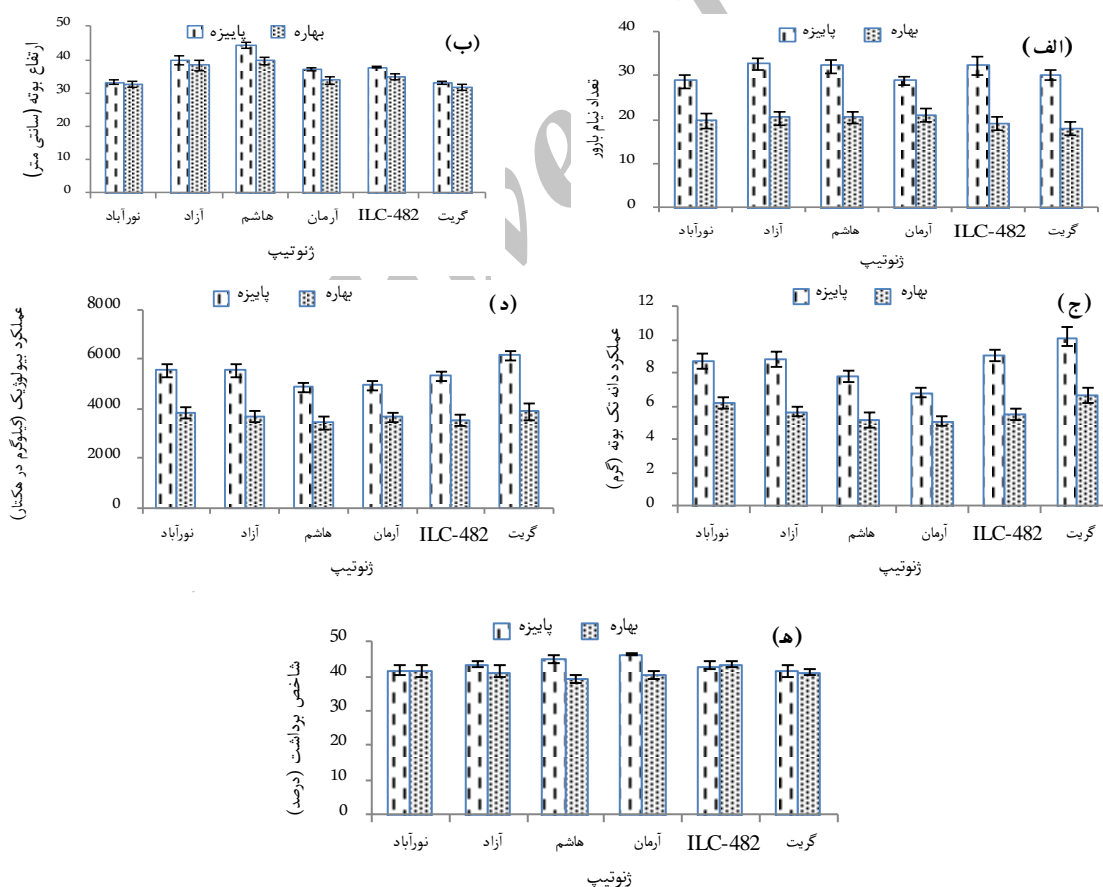 (الف)
پاییزه بهاره
تعداد نیام بارور
40
30
20
10
0
نورآباد آزاد هاشم آرمان ILC-482 گریت
ژنوتیپ
(ب)
پاییزه بهاره
ارتفاع بوته (سانتی متر)
50
40
30
20
10
0
نورآباد آزاد هاشم آرمان ILC-482 گریت
ژنوتیپ
(ج)
پاییزه بهاره
عملکرد دانه تک بوته (گرم)
12
10
8
6
4
2
0
نورآباد آزاد هاشم آرمان ILC-482 گریت
ژنوتیپ
(د)
پاییزه بهاره
عملکرد بیولوژیک (کیلوگرم در هکتار)
8000
6000
4000
2000
0
نورآباد آزاد هاشم آرمان ILC-482 گریت
ژنوتیپ
(ه)
پاییزه بهاره
شاخص برداشت (درصد)
50
40
30
20
10
0
نورآباد آزاد هاشم آرمان ILC-482 گریت
ژنوتیپ